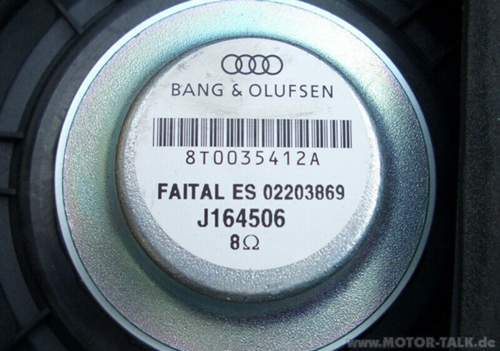 BANG & OLUFSEN
8T0035412A
FAITAL ES 02203869
J164506
8Ω
www.MOTOR-TALK.de